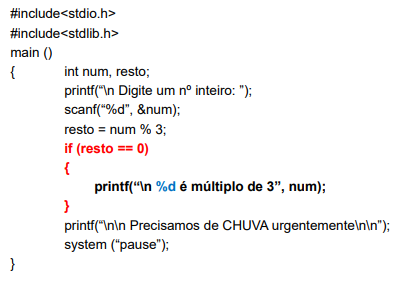 #include<stdio.h>
#include<stdlib.h>
main ()
{ int num, resto;
printf(“\n Digite um nº inteiro: ”);
scanf(“%d”, &num);
resto = num % 3;
if (resto == 0)
{
printf(“\n %d é múltiplo de 3”, num);
}
printf(“\n\n Precisamos de CHUVA urgentemente\n\n”);
system (“pause”);
}